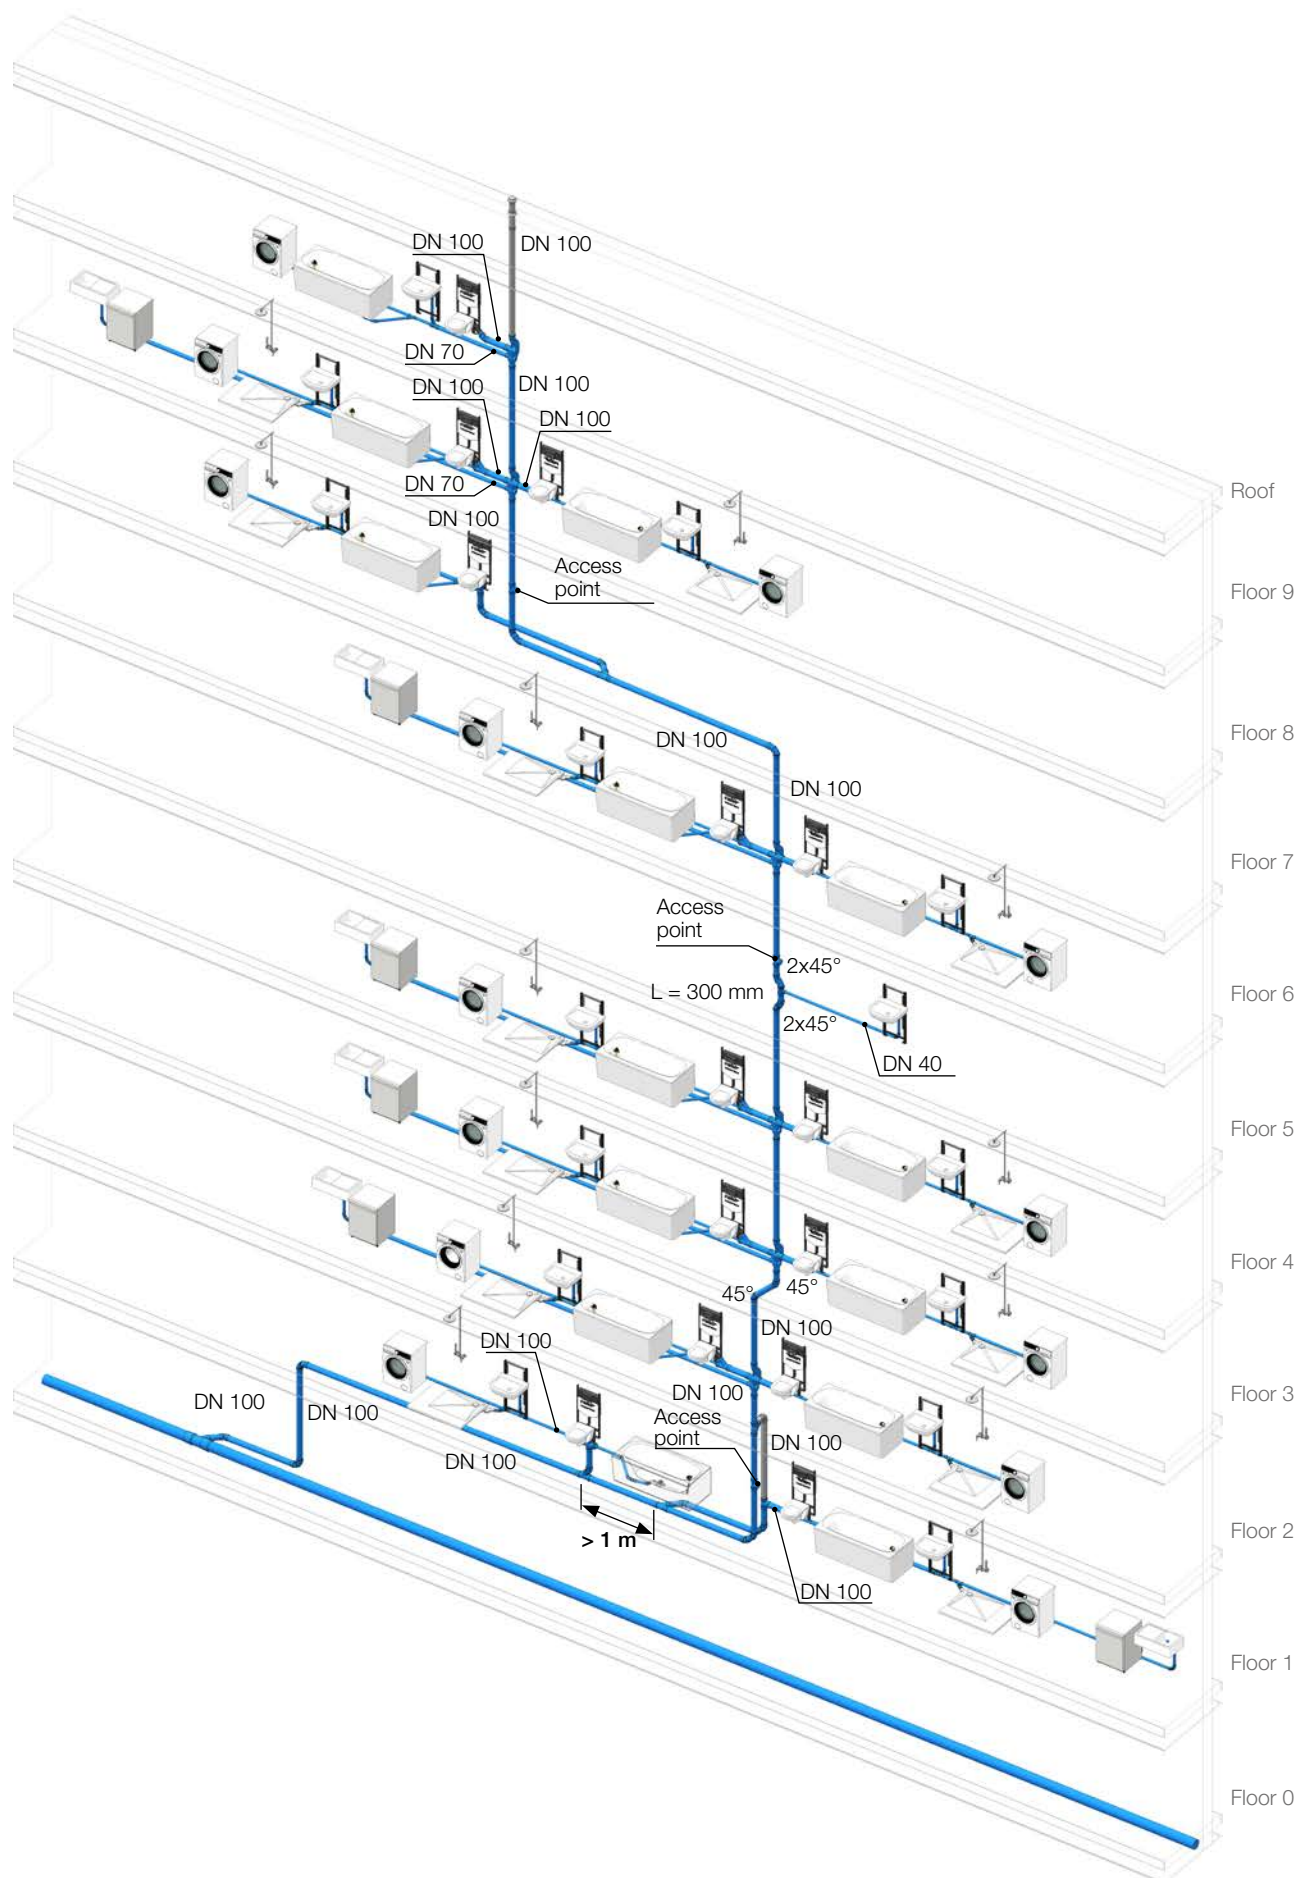 DN 100
DN 100
DN 70
DN 100
DN 100
DN 100
DN 70
Roof
DN 100
Access
point
Floor 9
Floor 8
DN 100
DN 100
Floor 7
Access
point
2x45°
L = 300 mm
Floor 6
2x45°
DN 40
Floor 5
Floor 4
45°
45°
DN 100
DN 100
DN 100
Floor 3
DN 100
DN 100
Access
point
DN 100
DN 100
Floor 2
> 1 m
DN 100
Floor 1
Floor 0